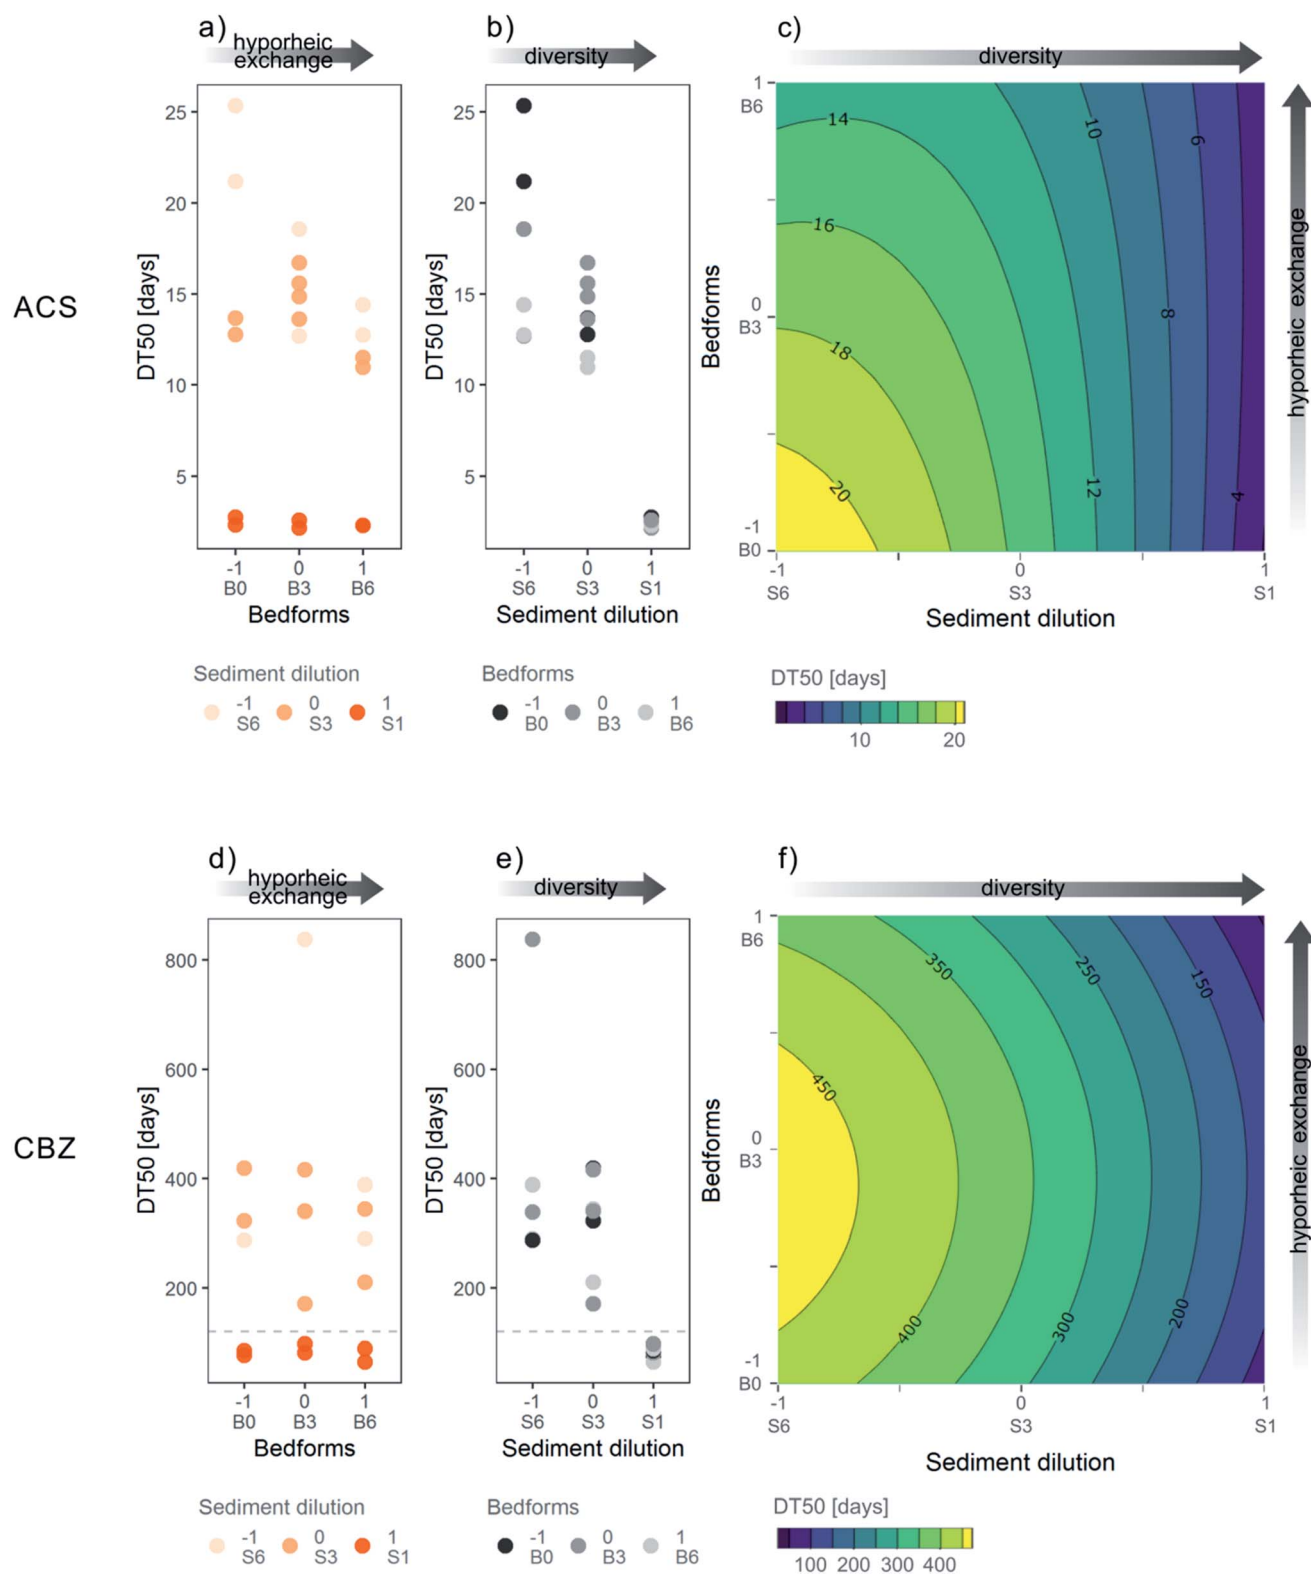 a)
hyporheic
exchange
b)
diversity
c)
diversity
ACS
DT50 [days]
25
20
15
10
5
-1 0 1
B0 B3 B6
Bedforms
DT50 [days]
25
20
15
10
5
-1 0 1
S6 S3 S1
Sediment dilution
Bedforms
1
B6
0
B3
-1
B0
14
16
18
20
10
12
6
8
4
-1 0 1
S6 S3 S1
Sediment dilution
hyporheic exchange
Sediment dilution
-1 0 1
S6 S3 S1
Bedforms
-1 0 1
B0 B3 B6
DT50 [days]
10 20
d)
hyporheic
exchange
e)
diversity
f)
diversity
CBZ
DT50 [days]
800
600
400
200
-1 0 1
B0 B3 B6
Bedforms
DT50 [days]
800
600
400
200
-1 0 1
S6 S3 S1
Sediment dilution
Bedforms
1
B6
0
B3
-1
B0
350
250
150
450
400
300
200
-1 0 1
S6 S3 S1
Sediment dilution
hyporheic exchange
Sediment dilution
-1 0 1
S6 S3 S1
Bedforms
-1 0 1
B0 B3 B6
DT50 [days]
100 200 300 400